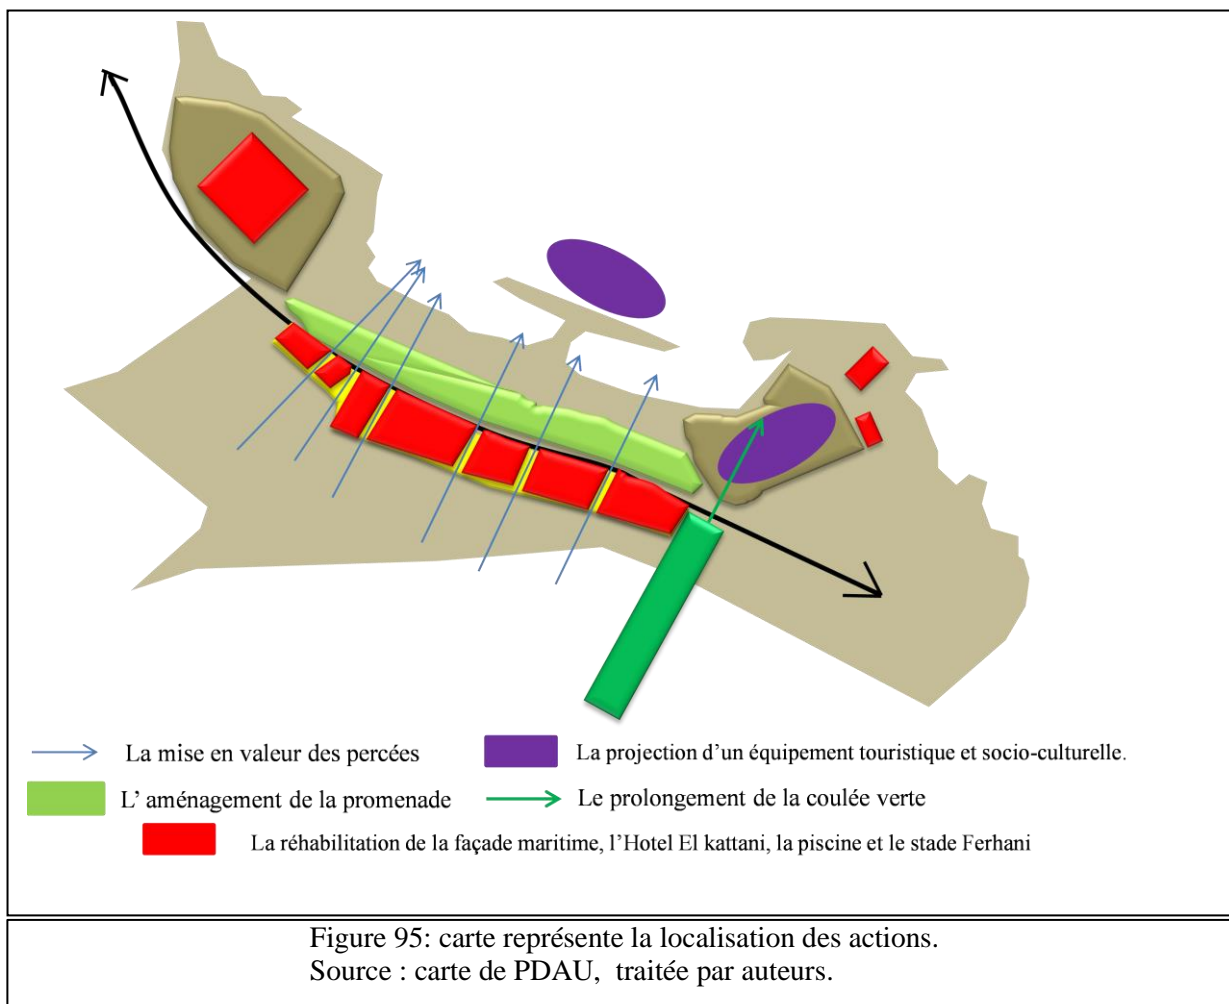 La mise en valeur des percées
La projection d’un équipement touristique et socio-culturelle.
L’ aménagement de la promenade
Le prolongement de la coulée verte
La réhabilitation de la façade maritime, l’Hotel El kattani, la piscine et le stade Ferhani
Figure 95: carte représente la localisation des actions.
Source : carte de PDAU, traitée par auteurs.